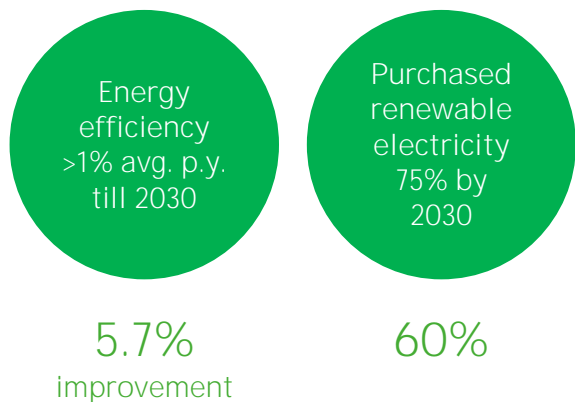 Energy
efficiency
>1% avg. p.y.
till 2030
Purchased
renewable
electricity
75% by
2030
5.7%
improvement
60%